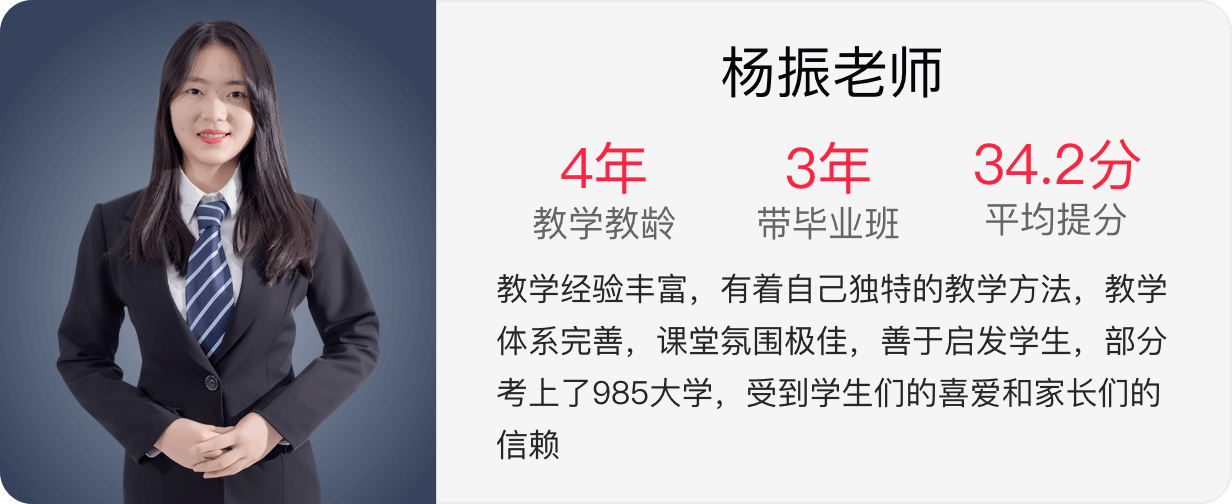 杨振老师
4年 3年 34.2分
教学教龄 带毕业班 平均提分
教学经验丰富，有着自己独特的教学方法，教学
体系完善，课堂氛围极佳，善于启发学生，部分
考上了985大学，受到学生们的喜爱和家长们的
信赖